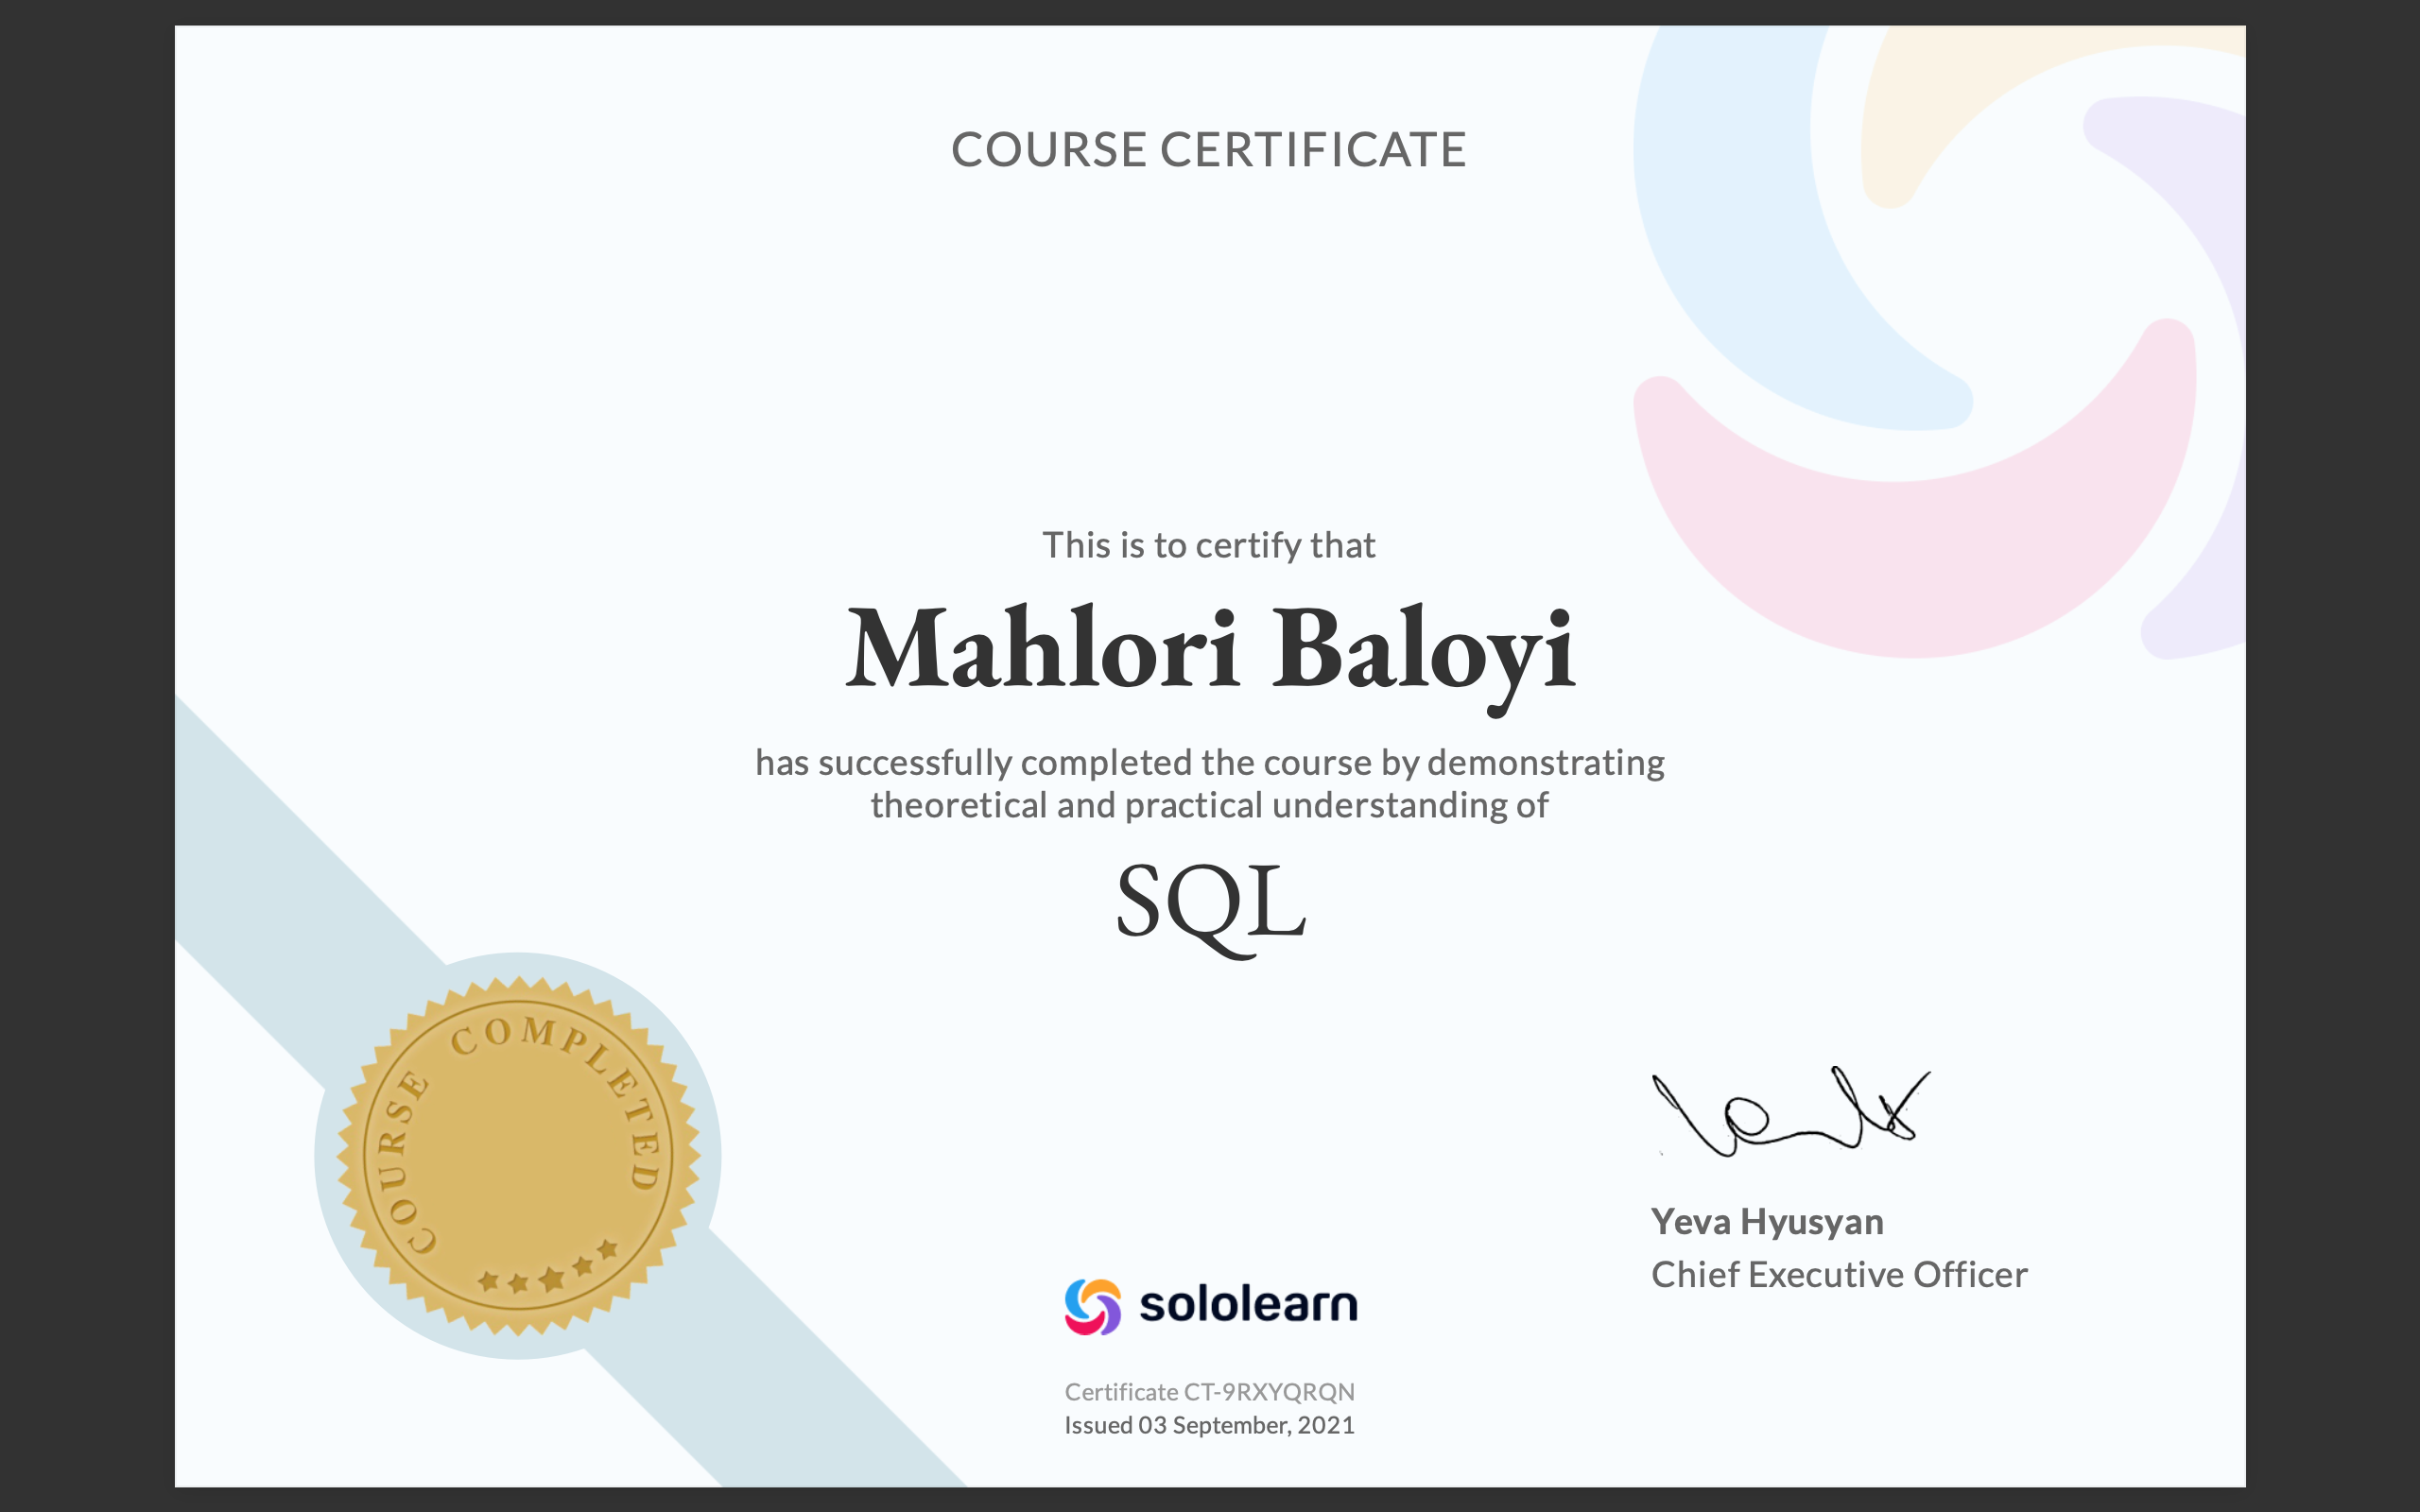 COURSE CERTIFICATE
This is to certify that
Mahlori Baloyi
has successfully completed the course by demonstrating
theoretical and practical understanding of
SQL
COURSE COMPLETED
Yeva Hyusyan
Chief Executive Officer
sololearn
Certificate CT-9RXYQRQN
Issued 03 September, 2021